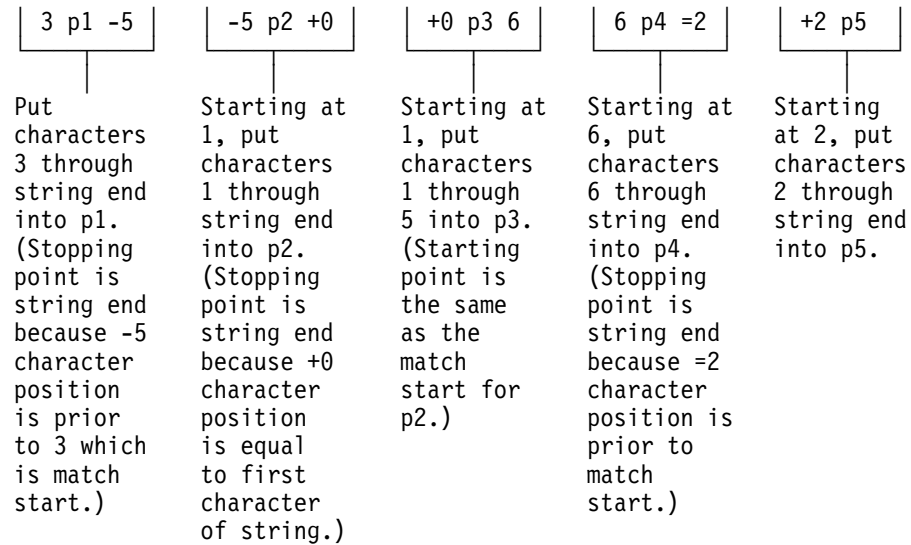 3 p1 -5
-5 p2 +0
+0 p3 6
6 p4 =2
+2 p5
Put
characters
3 through
string end
into p1.
(Stopping
point is
string end
because -5
character
position
is prior
to 3 which
is match
start.)
Starting at
1, put
characters
1 through
string end
into p2.
(Stopping
point is
string end
because +0
character
position
is equal
to first
character
of string.)
Starting at
1, put
characters
1 through
5 into p3.
(Starting
point is
the same
as the
match
start for
p2.)
Starting at
6, put
characters
6 through
string end
into p4.
(Stopping
point is
string end
because =2
character
position is
prior to
match
start.)
Starting
at 2, put
characters
2 through
string end
into p5.